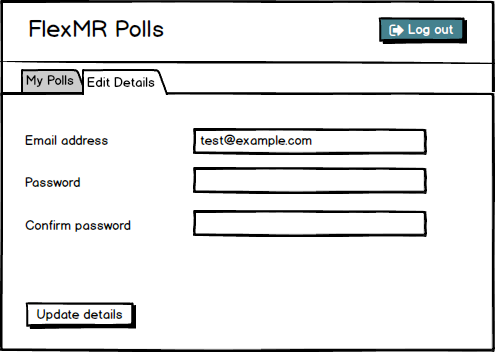 FlexMR Polls
Log out
My Polls
Edit Details
Email address
test@example.com
Password
Confirm password
Update details